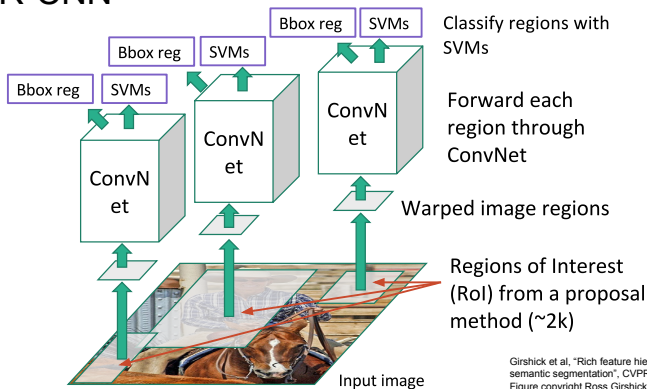 R-CNN
Bbox reg
SVMs
Classify regions with
SVMs
Bbox reg
SVMs
Bbox reg
SVMs
ConvN
et
Forward each
region through
ConvNet
ConvN
et
ConvN
et
Warped image regions
Regions of Interest
(RoI) from a proposal
method (~2k)
Input image
Girshick et al, "Rich feature hie
semantic segmentation", CVPF
Figure copyright Ross Girshick